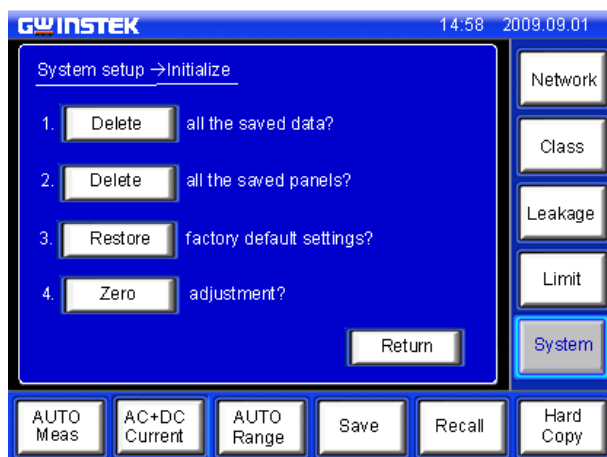 GWINSTEK 14:58 2009.09.01
System setup →Initialize
1. Delete all the saved data?
2. Delete all the saved panels?
3. Restore factory default settings?
4. Zero adjustment?
Return
Network
Class
Leakage
Limit
System
AUTO Meas
AC+DC Current
AUTO Range
Save
Recall
Hard Copy